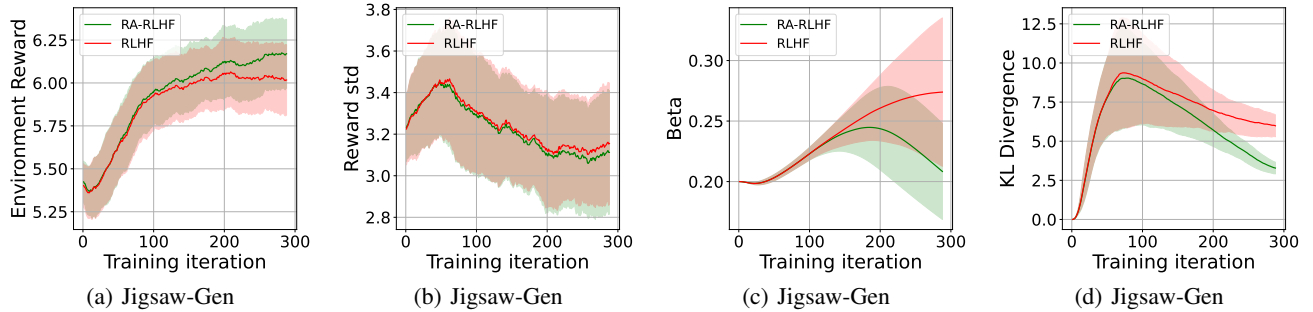 Environment Reward
6.25
6.00
5.75
5.50
5.25
0
100
200
300
Training iteration
RA-RLHF
RLHF
(a) Jigsaw-Gen
Reward std
3.8
3.6
3.4
3.2
3.0
2.8
0
100
200
300
Training iteration
RA-RLHF
RLHF
(b) Jigsaw-Gen
Beta
0.30
0.25
0.20
0
100
200
300
Training iteration
RA-RLHF
RLHF
(c) Jigsaw-Gen
KL Divergence
12.5
10.0
7.5
5.0
2.5
0.0
0
100
200
300
Training iteration
RA-RLHF
RLHF
(d) Jigsaw-Gen